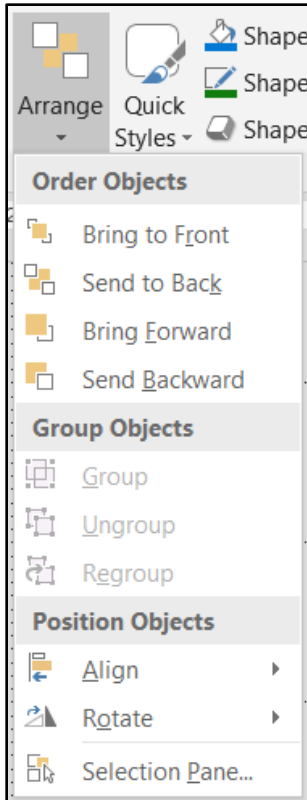 Arrange
Quick
Styles
Shape
Shape
Shape
Order Objects
Bring to Front
Send to Back
Bring Forward
Send Backward
Group Objects
Group
Ungroup
Regroup
Position Objects
Align
Rotate
Selection Pane...